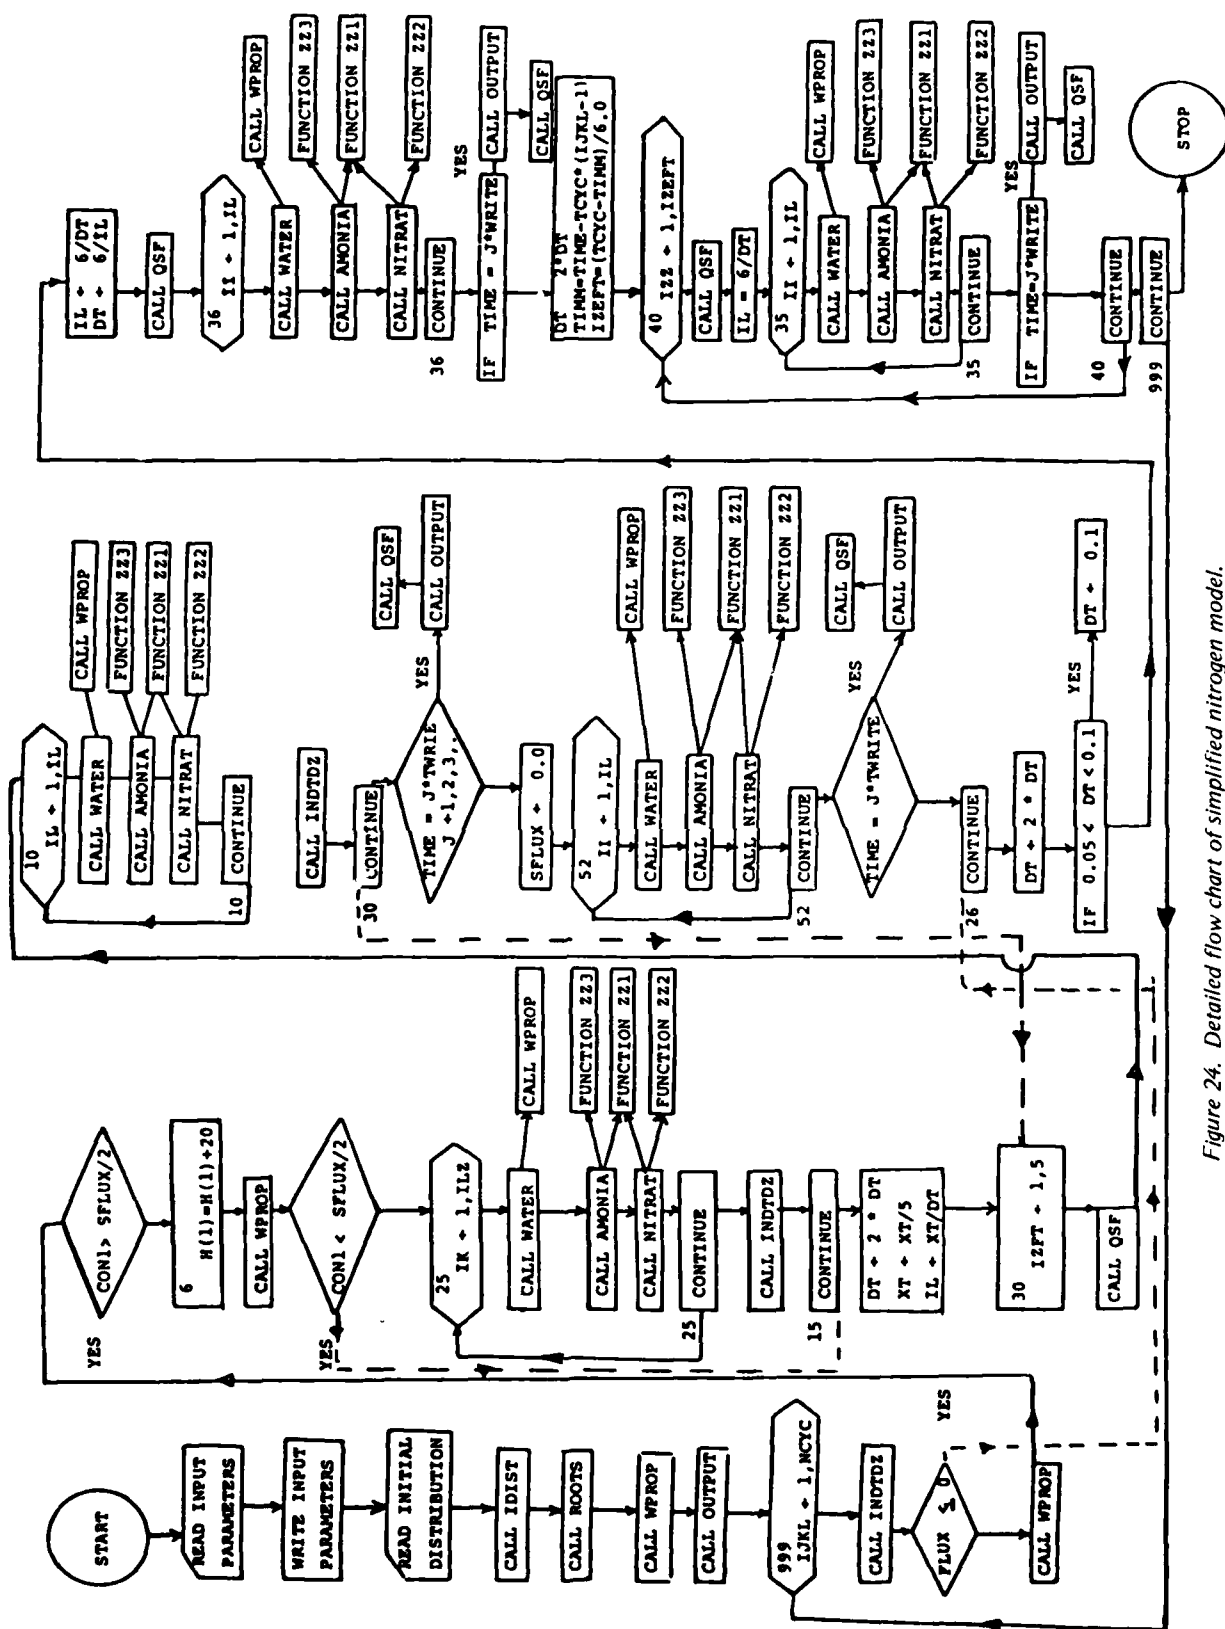 START
READ INPUT
PARAMETERS
WRITE INPUT
PARAMETERS
READ INITIAL
DISTRIBUTION
CALL IDIST
CALL ROOTS
CALL WPROP
CALL OUTPUT
999
IJKL ÷ 1,NCYC
CALL INDTDZ
FLUX ≤ 0
YES
CALL WPROP
YES
CON1> SFLUX/2
6
H(1)=H(1)+20
CALL WPROP
CON1 < SFLUX/2
YES
25
IK ÷ 1,ILZ
CALL WATER
CALL WPROP
CALL AMONIA
FUNCTION ZZ3
FUNCTION ZZ1
CALL NITRAT
FUNCTION ZZ2
25
CONTINUE
CALL INDTDZ
15
CONTINUE
DT ÷ 2 * DT
XT ÷ XT/5
IL ÷ XT/DT
30
IZFT ÷ 1,5
CALL QSF
10
IL ÷ 1,IL
CALL WATER
CALL WPROP
CALL AMONIA
FUNCTION ZZ3
FUNCTION ZZ1
CALL NITRAT
FUNCTION ZZ2
10
CONTINUE
CALL INDTDZ
30
CONTINUE
TIME = J*TWRIE
J ÷1,2,3,.
YES
CALL QSF
CALL OUTPUT
SFLUX ÷ 0.0
52
II ÷ 1,IL
CALL WATER
CALL WPROP
CALL AMONIA
FUNCTION ZZ3
FUNCTION ZZ1
CALL NITRAT
FUNCTION ZZ2
52
CONTINUE
TIME = J*TWRITE
YES
CALL QSF
CALL OUTPUT
26
CONTINUE
DT ÷ 2 * DT
IF 0.05 < DT < 0.1
YES
DT ÷ 0.1
IL ÷ 6/DT
DT ÷ 6/IL
CALL QSF
36
II ÷ 1,IL
CALL WATER
CALL WPROP
CALL AMONIA
FUNCTION ZZ3
FUNCTION ZZ1
CALL NITRAT
FUNCTION ZZ2
36
CONTINUE
IF TIME = J*WRITE
YES
CALL OUTPUT
CALL QSF
DT 2*DT
TIMM=TIME-TCYC*(IJKL-1)
IZEFT=(TCYC-TIMM)/6.0
40
IZZ ÷ 1,IZEFT
CALL QSF
IL = 6/DT
35
II ÷ 1,IL
CALL WATER
CALL WPROP
CALL AMONIA
FUNCTION ZZ3
FUNCTION ZZ1
CALL NITRAT
FUNCTION ZZ2
35
CONTINUE
IF TIME=J*WRITE
YES
CALL OUTPUT
CALL QSF
40
CONTINUE
999
CONTINUE
STOP
Figure 24. Detailed flow chart of simplified nitrogen model.